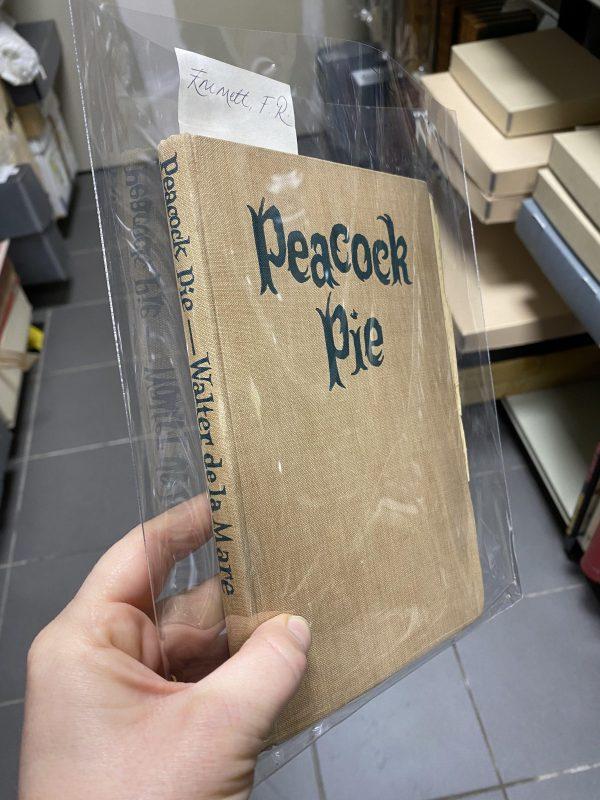 Emmett, F.R.
Peacock
Pie
Peacock Pie — Walter de la Mare